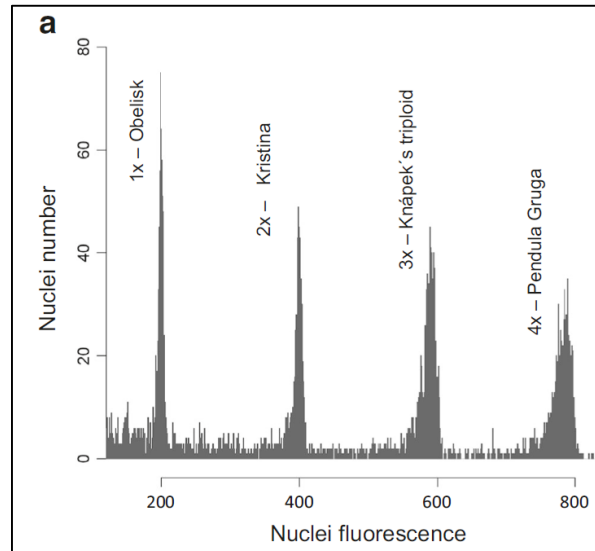 a
80
60
40
20
0
Nuclei number
1x – Obelisk
2x – Kristina
3x – Knápek´s triploid
4x – Pendula Gruga
200 400 600 800
Nuclei fluorescence